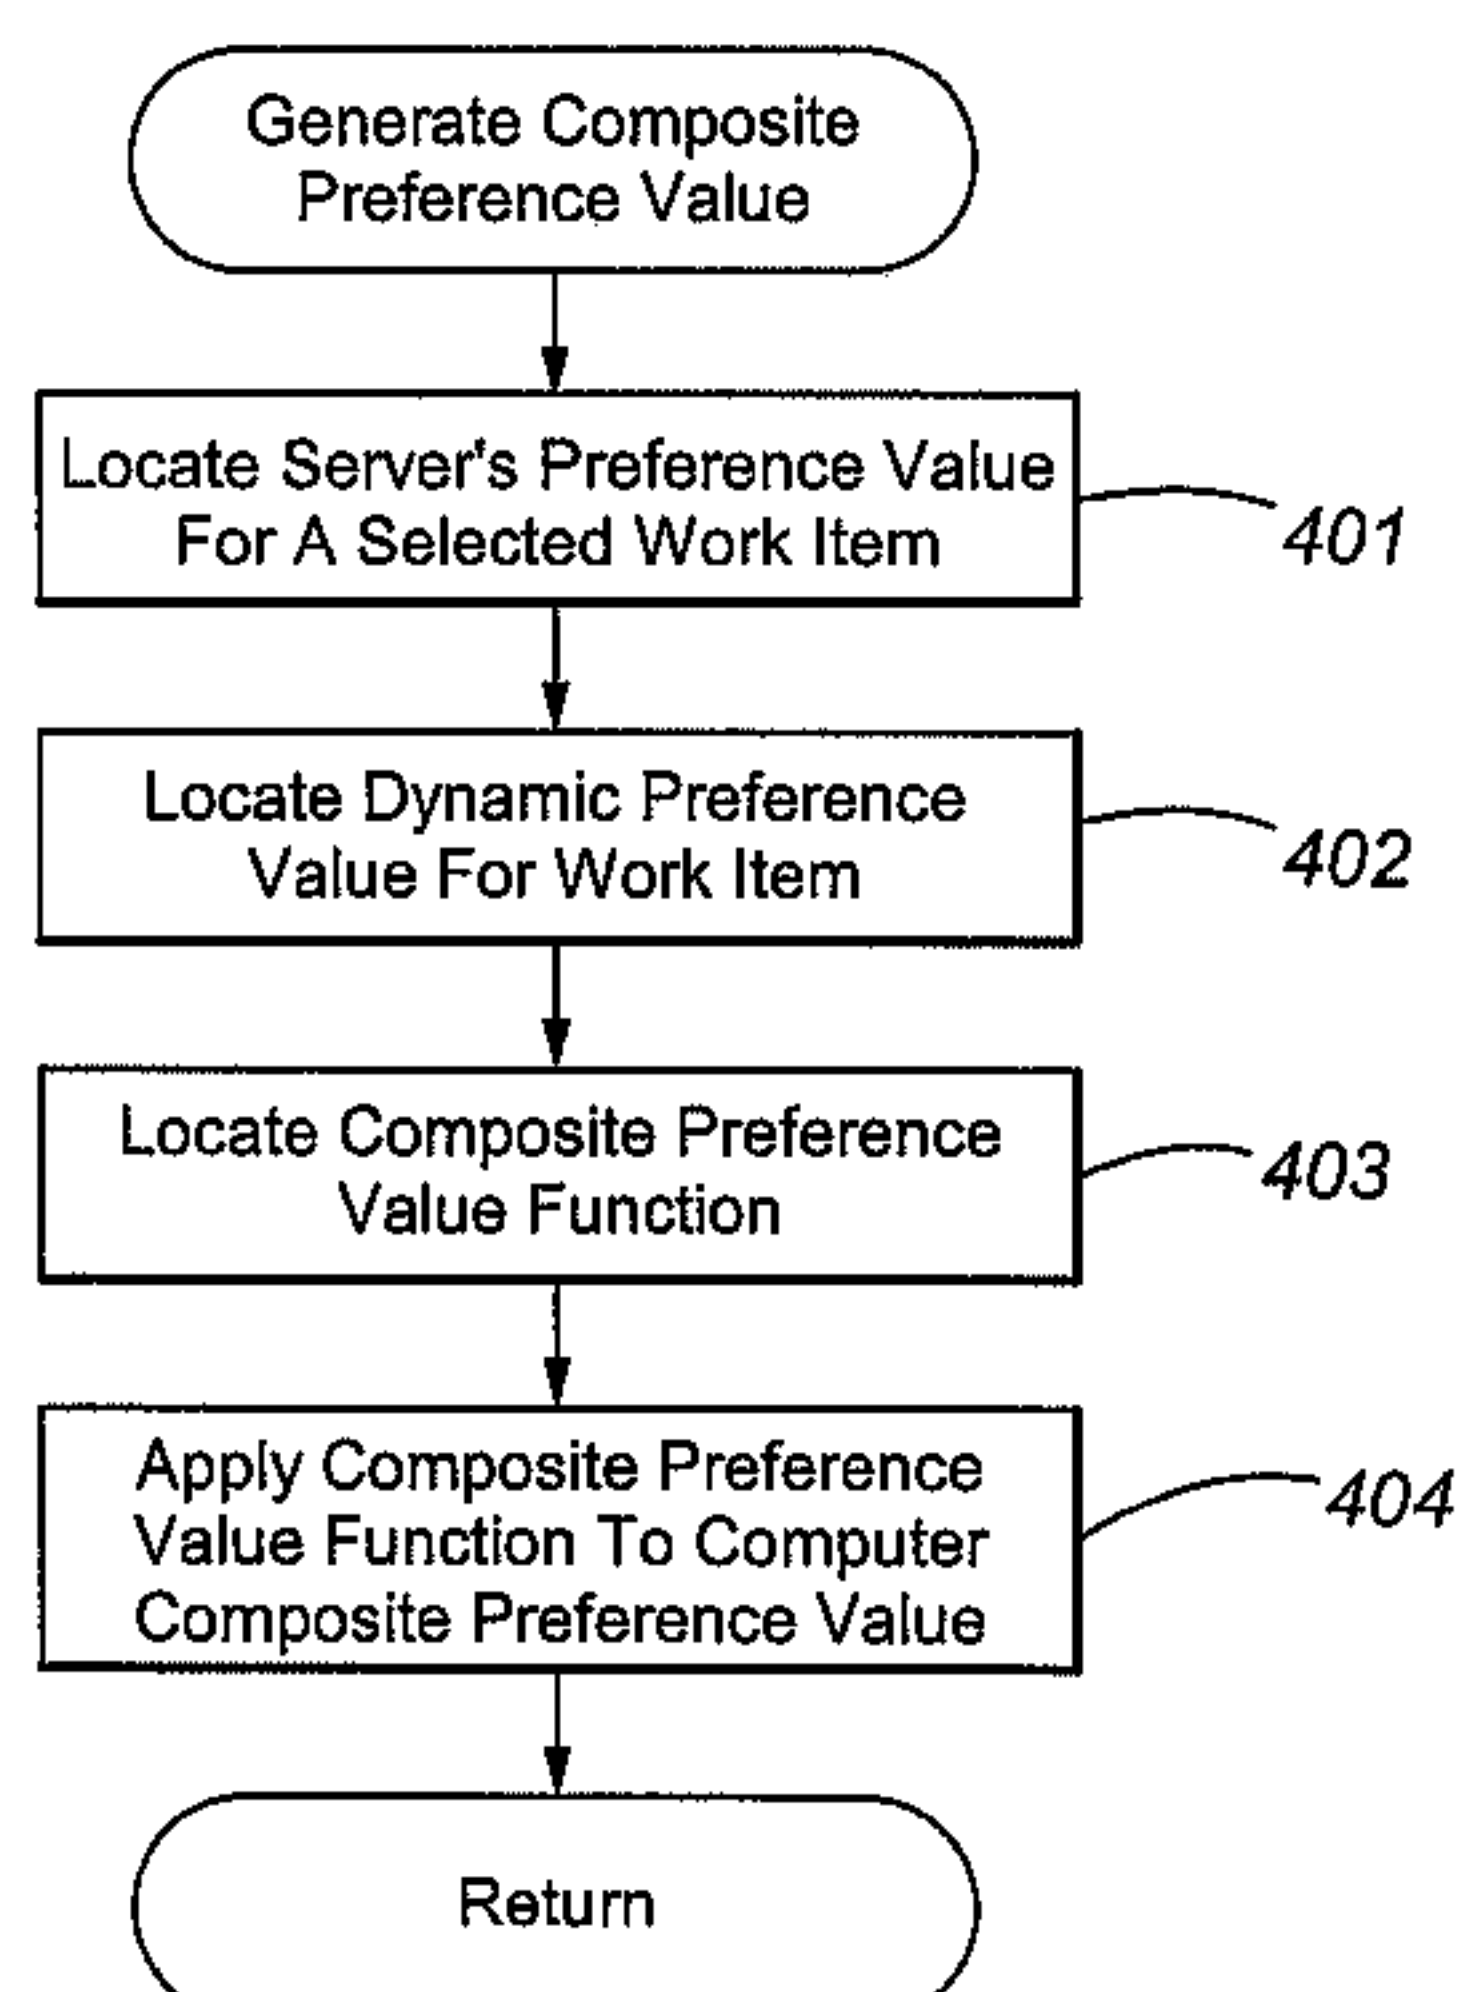 Generate Composite
Preference Value
Locate Server's Preference Value
For A Selected Work Item
401
Locate Dynamic Preference
Value For Work Item
402
Locate Composite Preference
Value Function
403
Apply Composite Preference
Value Function To Computer
Composite Preference Value
404
Return